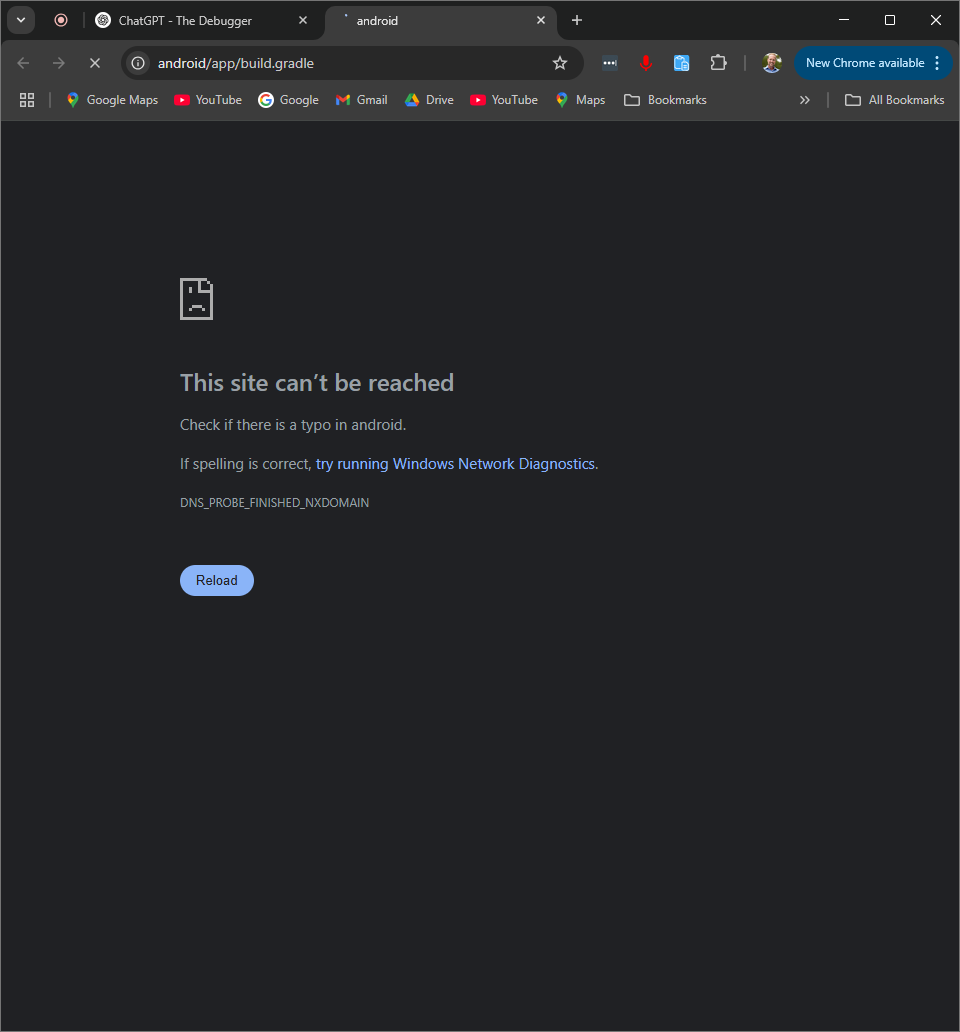 ChatGPT - The Debugger
android
android/app/build.gradle
New Chrome available
Google Maps
YouTube
Google
Gmail
Drive
YouTube
Maps
Bookmarks
All Bookmarks
This site can’t be reached
Check if there is a typo in android.
If spelling is correct, try running Windows Network Diagnostics.
DNS_PROBE_FINISHED_NXDOMAIN
Reload